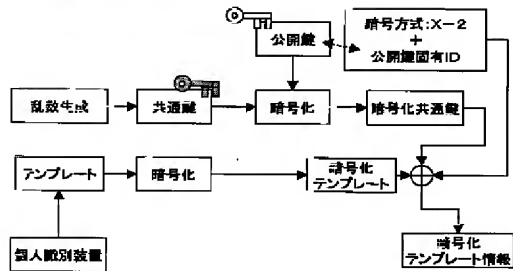 公開鍵
暗号方式:X-2
+
公開鍵固有ID
乱数生成
共通鍵
暗号化
暗号化共通鍵
テンプレート
暗号化
暗号化
テンプレート
個人識別装置
暗号化
テンプレート情報